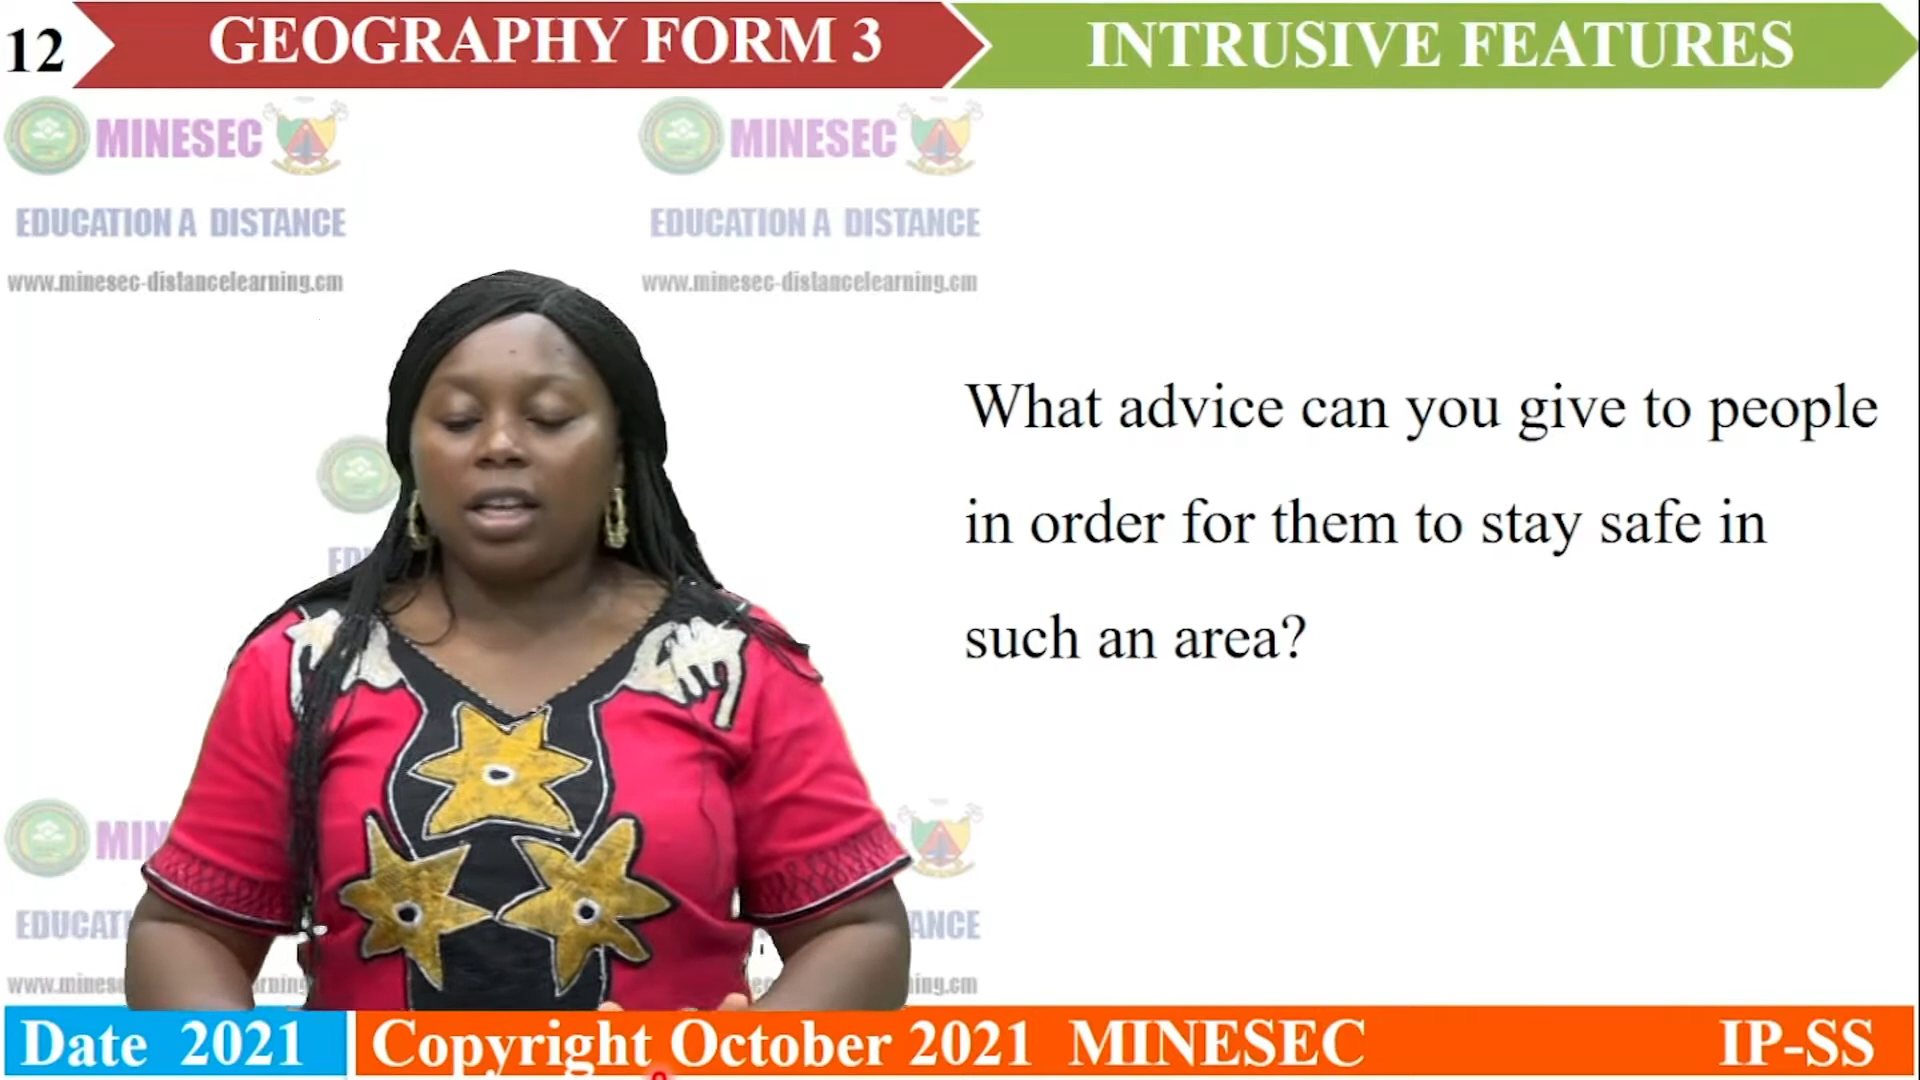 12
GEOGRAPHY FORM 3
INTRUSIVE FEATURES
MINESEC
MINESEC
EDUCATION A DISTANCE
EDUCATION A DISTANCE
www.minesec-distancelearning.cm
www.minesec-distancelearning.cm
What advice can you give to people
in order for them to stay safe in
such an area?
Date 2021
Copyright October 2021 MINESEC
IP-SS